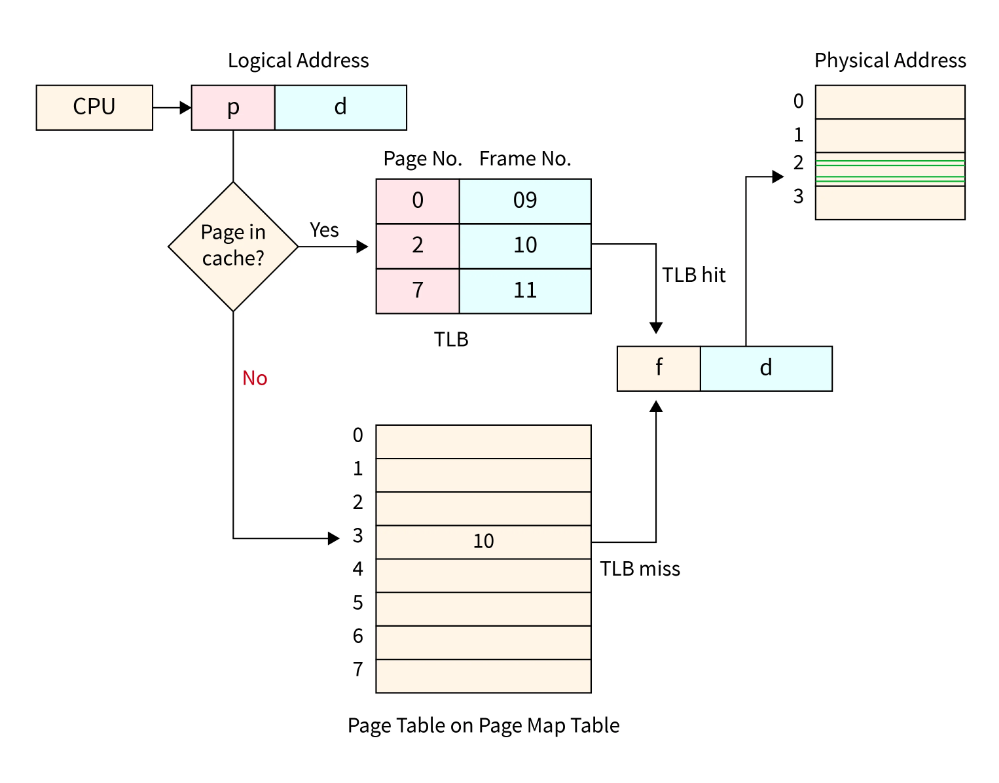 Logical Address
Physical Address
CPU
p
d
0
1
2
3
Page No.
Frame No.
0
09
2
10
7
11
TLB
Page in
cache?
Yes
No
TLB hit
f
d
0
1
2
3
10
4
5
6
7
TLB miss
Page Table on Page Map Table